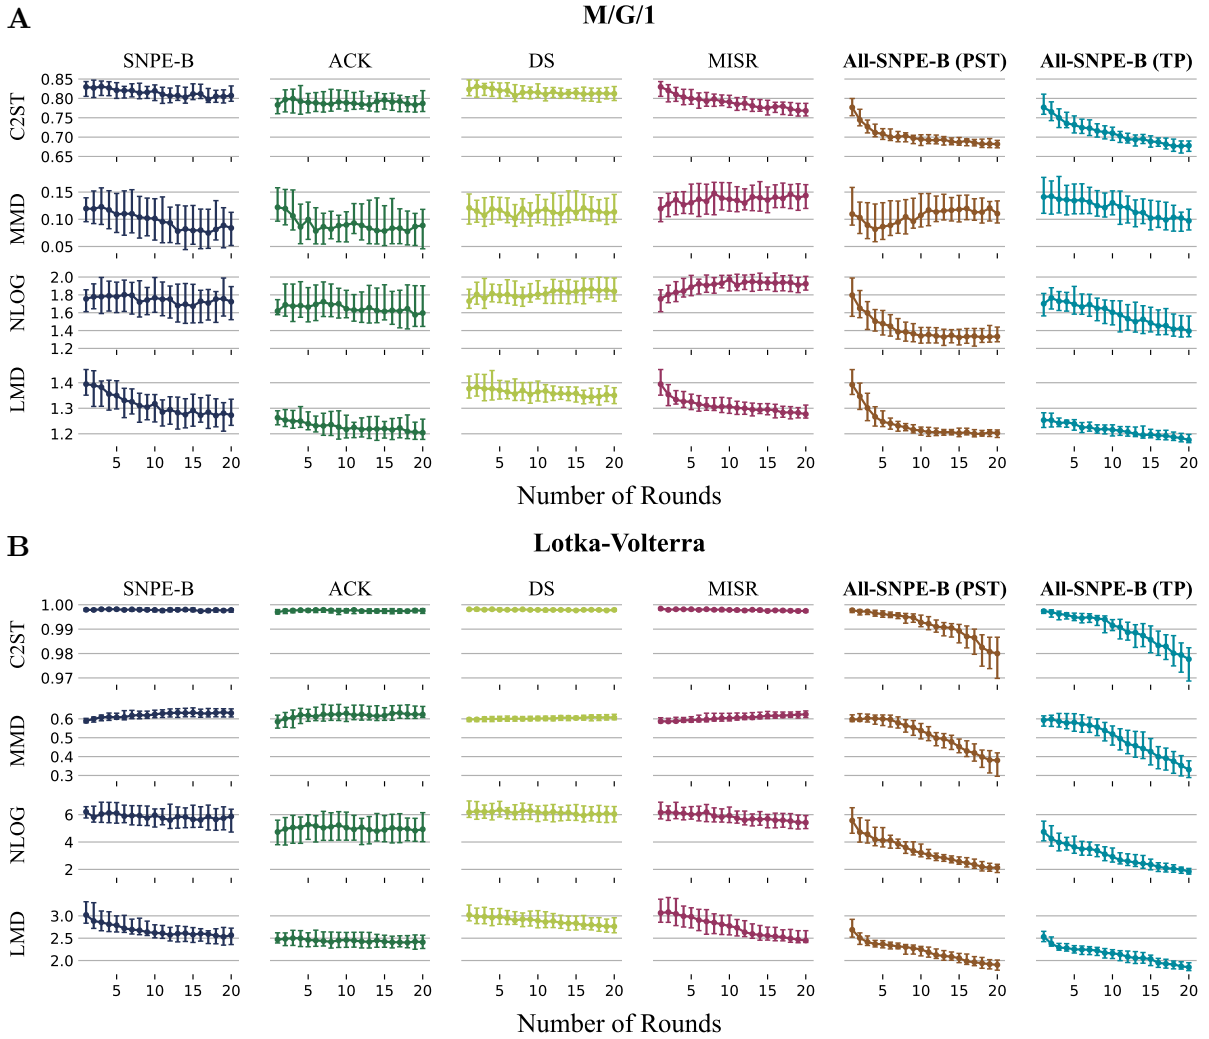 A
M/G/1
SNPE-B ACK DS MISR All-SNPE-B (PST) All-SNPE-B (TP)
C2ST
0.85
0.80
0.75
0.70
0.65
MMD
0.15
0.10
0.05
NLOG
2.0
1.8
1.6
1.4
1.2
LMD
1.4
1.3
1.2
5 10 15 20 5 10 15 20 5 10 15 20 5 10 15 20 5 10 15 20 5 10 15 20
Number of Rounds
B
Lotka-Volterra
SNPE-B ACK DS MISR All-SNPE-B (PST) All-SNPE-B (TP)
C2ST
1.00
0.99
0.98
0.97
MMD
0.6
0.5
0.4
0.3
NLOG
6
4
2
LMD
3.0
2.5
2.0
5 10 15 20 5 10 15 20 5 10 15 20 5 10 15 20 5 10 15 20 5 10 15 20
Number of Rounds